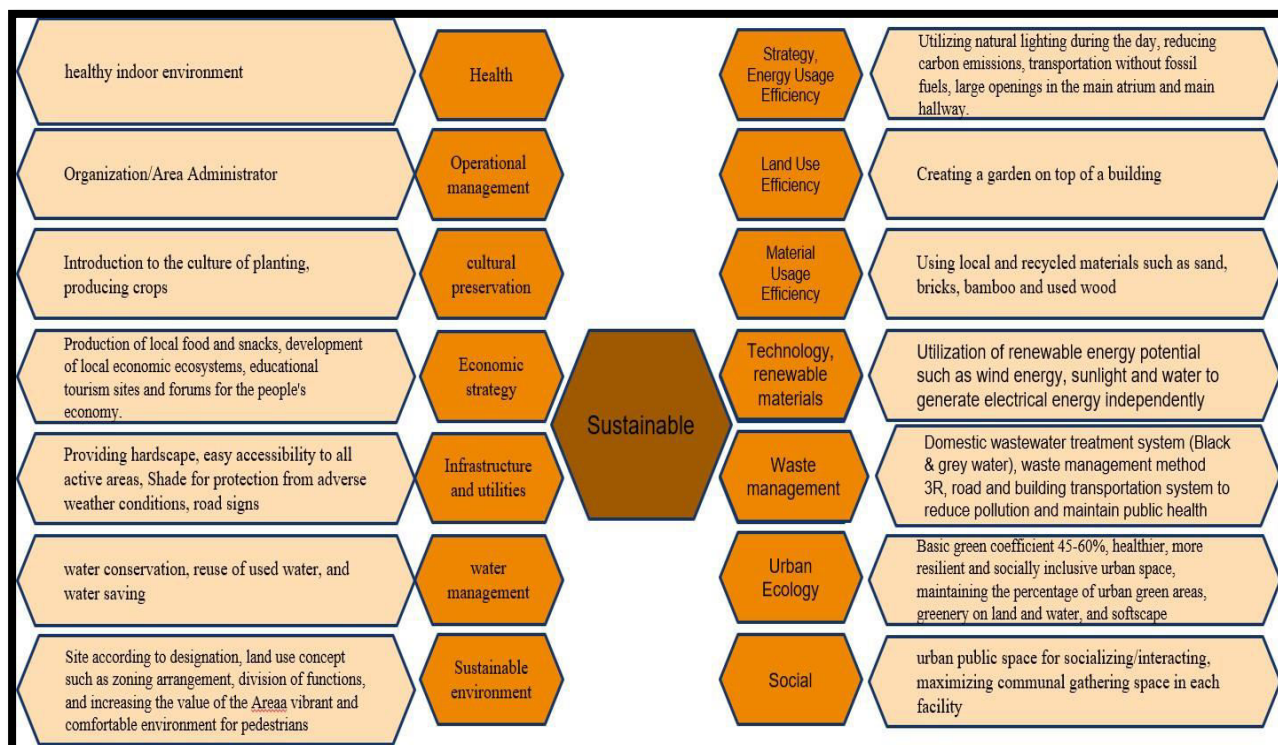 healthy indoor environment
Health
Organization/Area Administrator
Operational
management
Introduction to the culture of planting,
producing crops
cultural
preservation
Production of local food and snacks, development
of local economic ecosystems, educational
tourism sites and forums for the people's
economy.
Economic
strategy
Providing hardscape, easy accessibility to all
active areas, Shade for protection from adverse
weather conditions, road signs
Infrastructure
and utilities
water conservation, reuse of used water, and
water saving
water
management
Site according to designation, land use concept
such as zoning arrangement, division of functions,
and increasing the value of the Areaa vibrant and
comfortable environment for pedestrians
Sustainable
environment
Sustainable
Strategy,
Energy Usage
Efficiency
Utilizing natural lighting during the day, reducing
carbon emissions, transportation without fossil
fuels, large openings in the main atrium and main
hallway.
Land Use
Efficiency
Creating a garden on top of a building
Material
Usage
Efficiency
Using local and recycled materials such as sand,
bricks, bamboo and used wood
Technology,
renewable
materials
Utilization of renewable energy potential
such as wind energy, sunlight and water to
generate electrical energy independently
Waste
management
Domestic wastewater treatment system (Black
& grey water), waste management method
3R, road and building transportation system to
reduce pollution and maintain public health
Urban
Ecology
Basic green coefficient 45-60%, healthier, more
resilient and socially inclusive urban space,
maintaining the percentage of urban green areas,
greenery on land and water, and softscape
Social
urban public space for socializing/interacting,
maximizing communal gathering space in each
facility